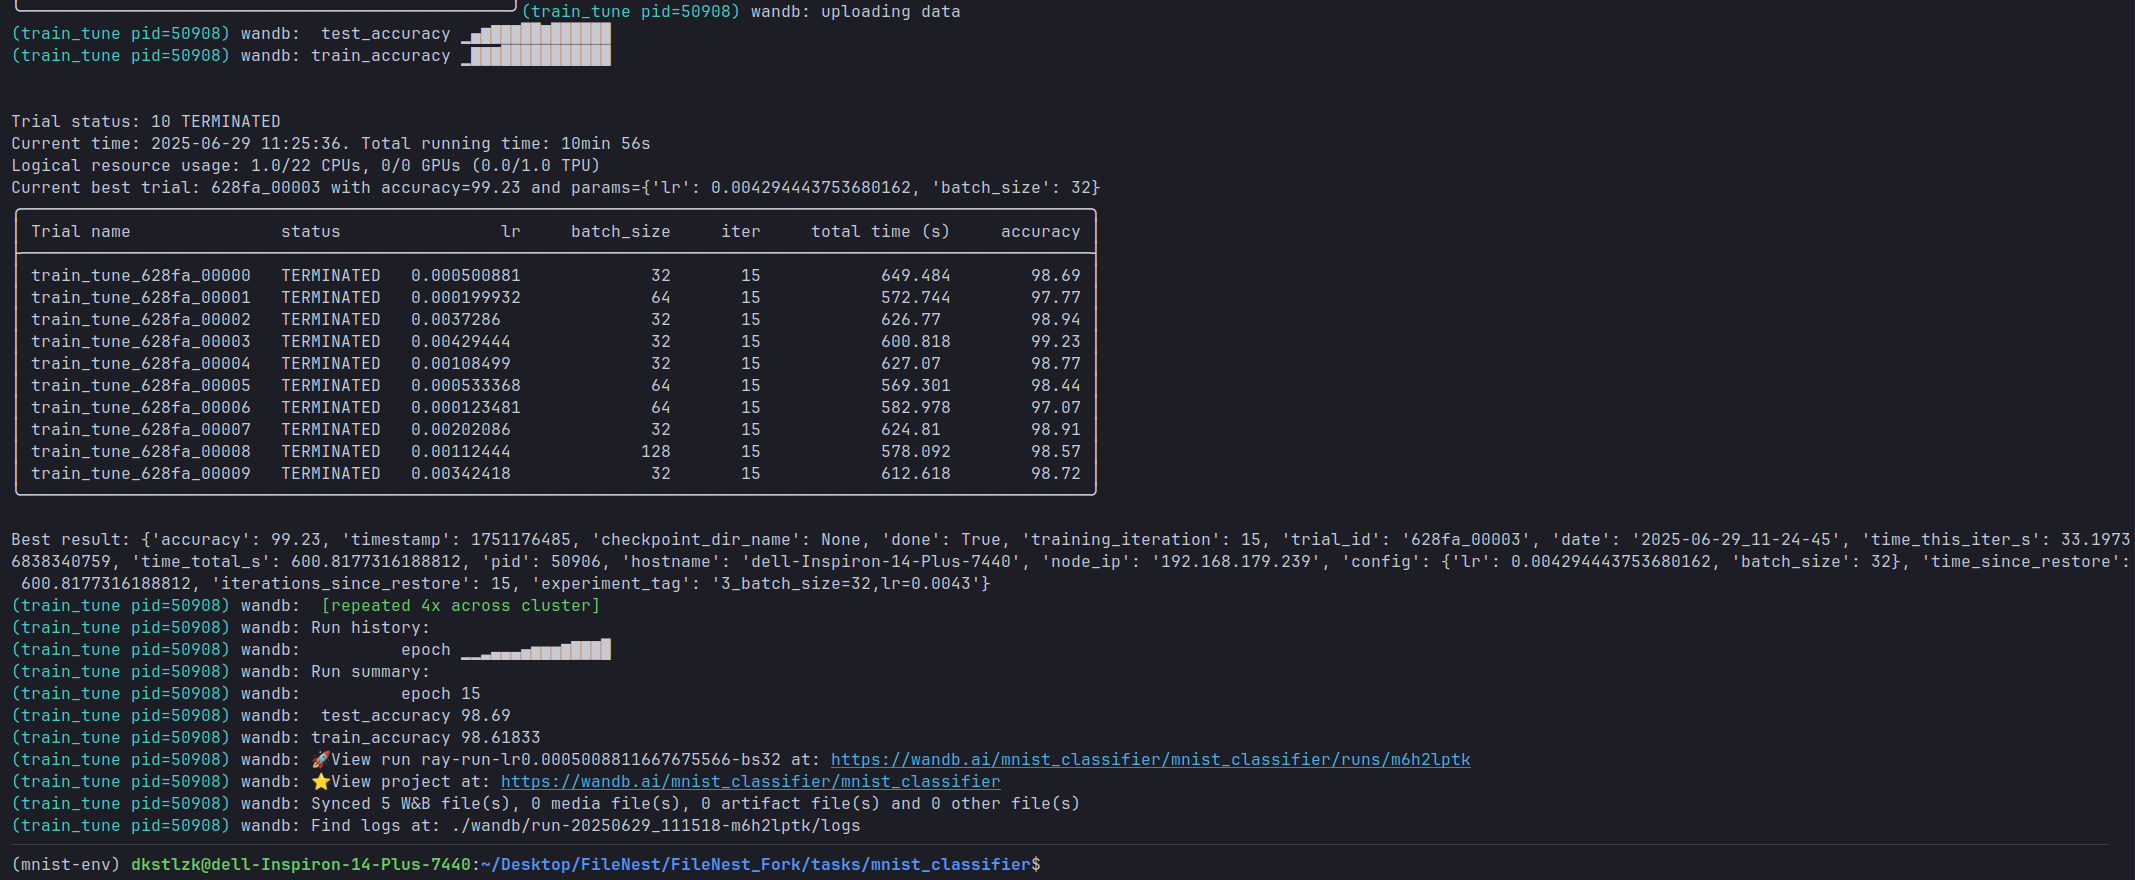 (train_tune pid=50908) wandb: uploading data
(train_tune pid=50908) wandb:  test_accuracy ▁▅▆▇▇▇██▇██████
(train_tune pid=50908) wandb: train_accuracy ▁▇▇▇███████████
Trial status: 10 TERMINATED
Current time: 2025-06-29 11:25:36. Total running time: 10min 56s
Logical resource usage: 1.0/22 CPUs, 0/0 GPUs (0.0/1.0 TPU)
Current best trial: 628fa_00003 with accuracy=99.23 and params={'lr': 0.004294443753680162, 'batch_size': 32}
Trial name status lr batch_size iter total time (s) accuracy
train_tune_628fa_00000 TERMINATED 0.000500881 32 15 649.484 98.69
train_tune_628fa_00001 TERMINATED 0.000199932 64 15 572.744 97.77
train_tune_628fa_00002 TERMINATED 0.0037286 32 15 626.77 98.94
train_tune_628fa_00003 TERMINATED 0.00429444 32 15 600.818 99.23
train_tune_628fa_00004 TERMINATED 0.00108499 32 15 627.07 98.77
train_tune_628fa_00005 TERMINATED 0.000533368 64 15 569.301 98.44
train_tune_628fa_00006 TERMINATED 0.000123481 64 15 582.978 97.07
train_tune_628fa_00007 TERMINATED 0.00202086 32 15 624.81 98.91
train_tune_628fa_00008 TERMINATED 0.00112444 128 15 578.092 98.57
train_tune_628fa_00009 TERMINATED 0.00342418 32 15 612.618 98.72
Best result: {'accuracy': 99.23, 'timestamp': 1751176485, 'checkpoint_dir_name': None, 'done': True, 'training_iteration': 15, 'trial_id': '628fa_00003', 'date': '2025-06-29_11-24-45', 'time_this_iter_s': 33.1973
6838340759, 'time_total_s': 600.8177316188812, 'pid': 50906, 'hostname': 'dell-Inspiron-14-Plus-7440', 'node_ip': '192.168.179.239', 'config': {'lr': 0.004294443753680162, 'batch_size': 32}, 'time_since_restore':
600.8177316188812, 'iterations_since_restore': 15, 'experiment_tag': '3_batch_size=32,lr=0.0043'}
(train_tune pid=50908) wandb:  [repeated 4x across cluster]
(train_tune pid=50908) wandb: Run history:
(train_tune pid=50908) wandb:          epoch ▁▁▂▃▃▃▄▅▅▅▆▇▇▇█
(train_tune pid=50908) wandb: Run summary:
(train_tune pid=50908) wandb:          epoch 15
(train_tune pid=50908) wandb:  test_accuracy 98.69
(train_tune pid=50908) wandb: train_accuracy 98.61833
(train_tune pid=50908) wandb: 🚀View run ray-run-lr0.0005008811667675566-bs32 at: https://wandb.ai/mnist_classifier/mnist_classifier/runs/m6h2lptk
(train_tune pid=50908) wandb: ⭐View project at: https://wandb.ai/mnist_classifier/mnist_classifier
(train_tune pid=50908) wandb: Synced 5 W&B file(s), 0 media file(s), 0 artifact file(s) and 0 other file(s)
(train_tune pid=50908) wandb: Find logs at: ./wandb/run-20250629_111518-m6h2lptk/logs
(mnist-env) dkstlzk@dell-Inspiron-14-Plus-7440:~/Desktop/FileNest/FileNest_Fork/tasks/mnist_classifier$